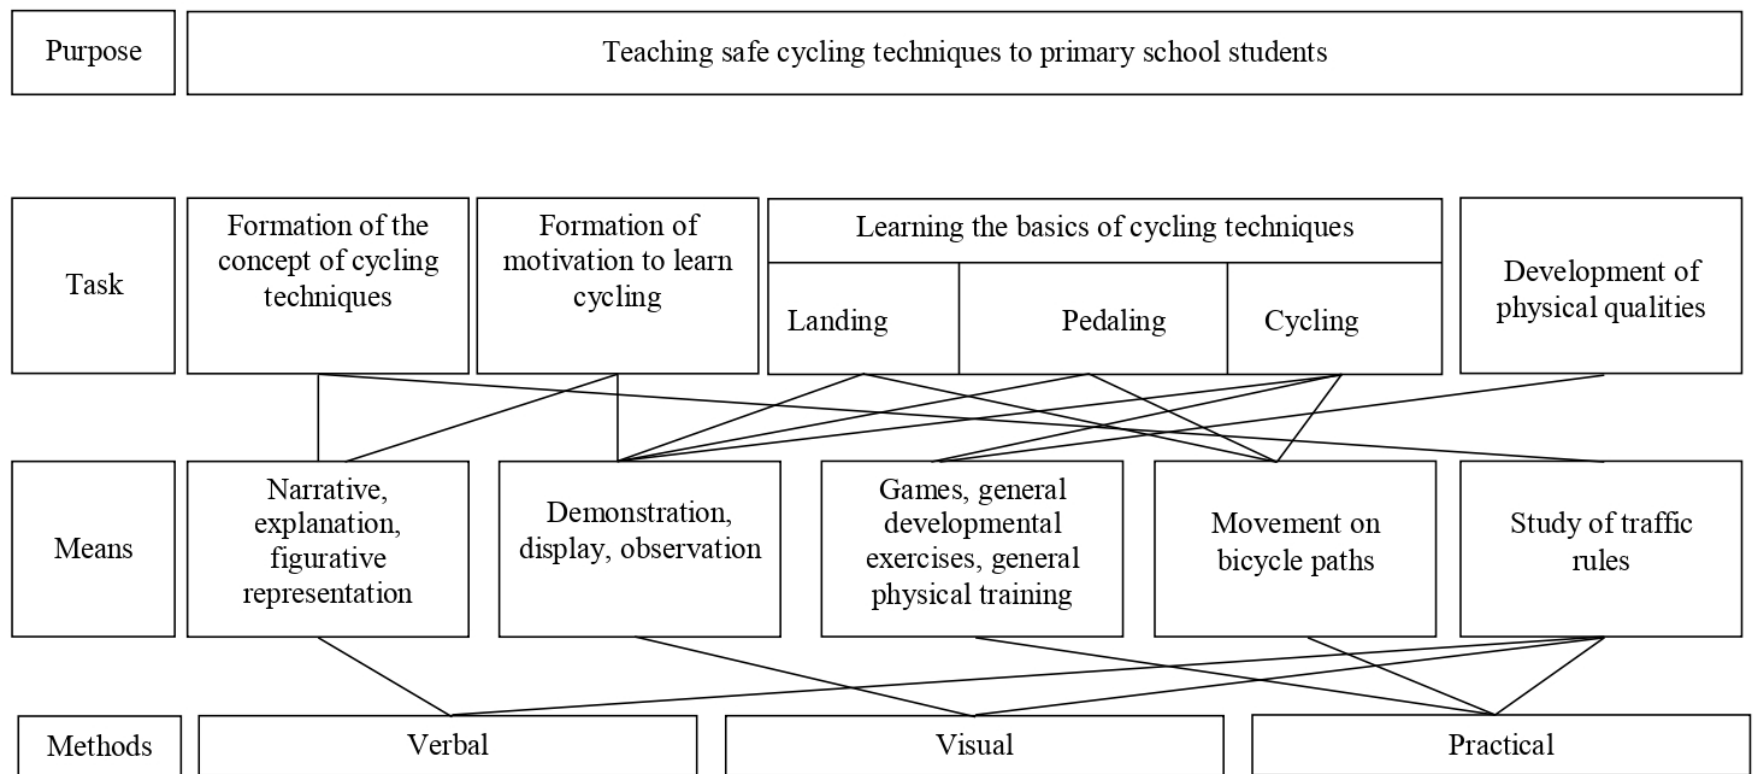 Purpose
Teaching safe cycling techniques to primary school students
Task
Formation of the
concept of cycling
techniques
Formation of
motivation to learn
cycling
Learning the basics of cycling techniques
Landing
Pedaling
Cycling
Development of
physical qualities
Means
Narrative,
explanation,
figurative
representation
Demonstration,
display, observation
Games, general
developmental
exercises, general
physical training
Movement on
bicycle paths
Study of traffic
rules
Methods
Verbal
Visual
Practical